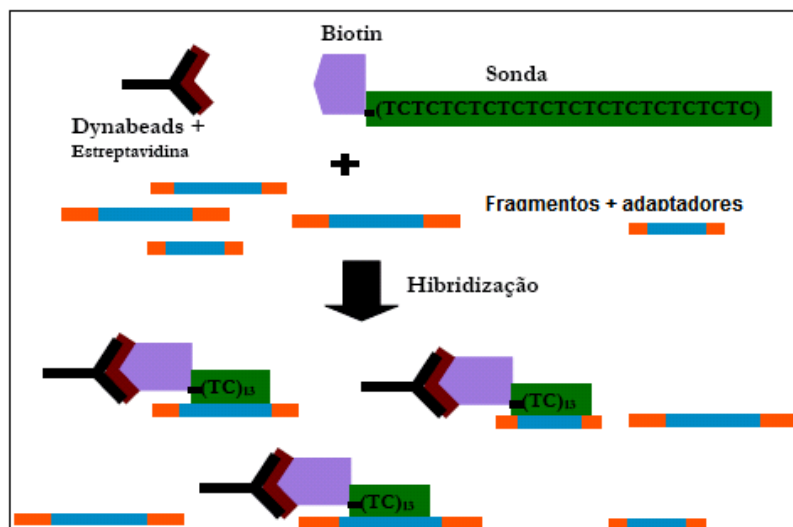 Biotin
Sonda
(TCTCTCTCTCTCTCTCTCTCTCTCTC)
Dynabeads +
Estreptavidina
Fragmentos + adaptadores
Hibridização
(TC)₁₃
(TC)₁₃
(TC)₁₃